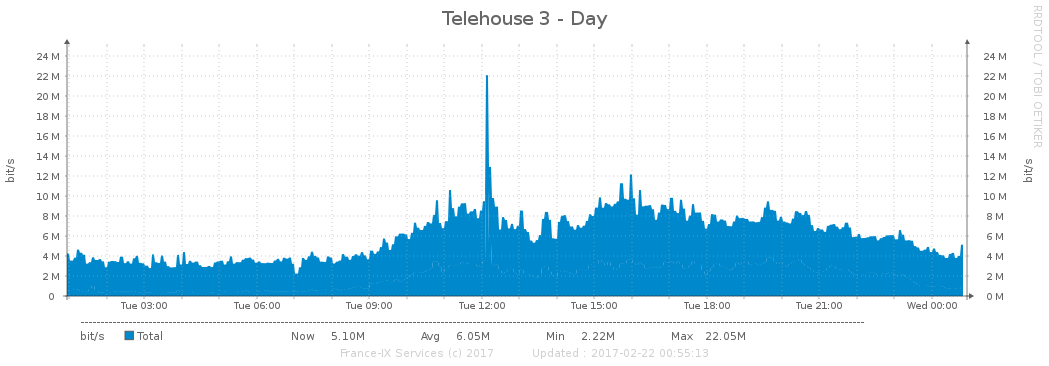 Telehouse 3 - Day
RRDTOOL / TOBI OETIKER
bit/s
bit/s
24 M 24 M
22 M 22 M
20 M 20 M
18 M 18 M
16 M 16 M
14 M 14 M
12 M 12 M
10 M 10 M
8 M 8 M
6 M 6 M
4 M 4 M
2 M 2 M
0 0 M
Tue 03:00 Tue 06:00 Tue 09:00 Tue 12:00 Tue 15:00 Tue 18:00 Tue 21:00 Wed 00:00
bit/s Total Now 5.10M Avg 6.05M Min 2.22M Max 22.05M
France-IX Services (c) 2017 Updated : 2017-02-22 00:55:13